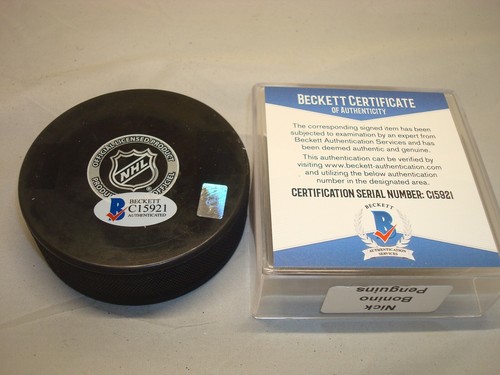 OFFICIAL LICENSED PRODUCT
PRODUIT OFFICIEL
NHL
BECKETT
C15921
AUTHENTICATED
BECKETT CERTIFICATE
OF AUTHENTICITY
The corresponding signed item has been
subjected to examination by an expert from
Beckett Authentication Services and has
been deemed authentic and genuine.
This authentication can be verified by
visiting www.beckett-authentication.com
and utilizing the below authentication
number in the designated area.
CERTIFICATION SERIAL NUMBER: C15921
BECKETT
B
AUTHENTICATION
SERVICES
Nick
Bonino
Penguins